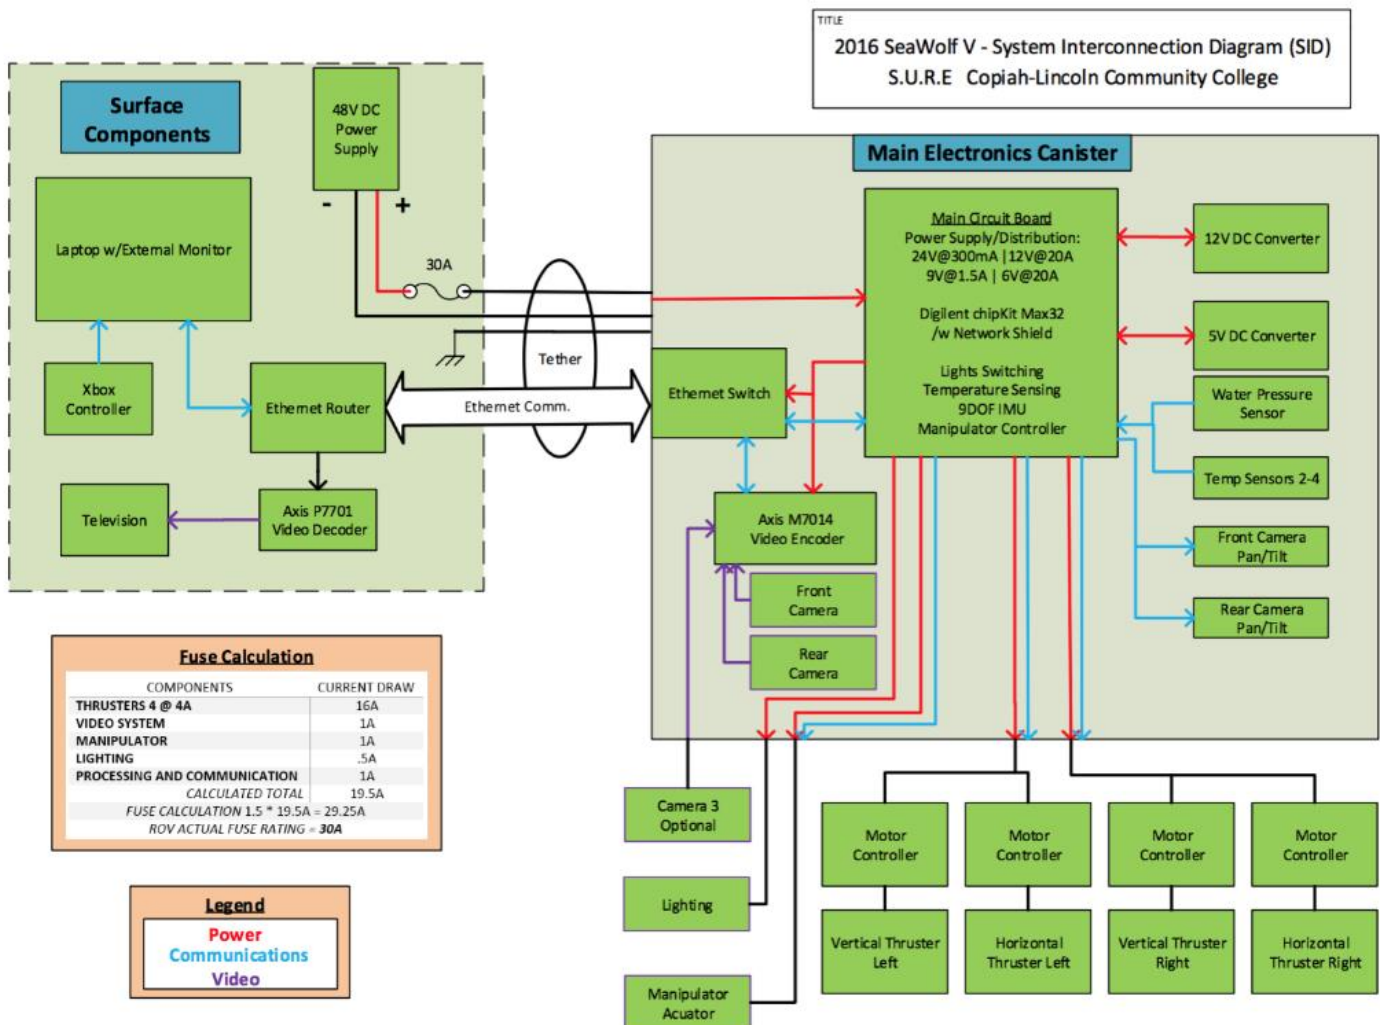 TITLE
2016 SeaWolf V - System Interconnection Diagram (SID)
S.U.R.E Copiah-Lincoln Community College
Surface
Components
48V DC
Power
Supply
-
+
30A
Laptop w/External Monitor
Xbox
Controller
Ethernet Router
Television
Axis P7701
Video Decoder
Tether
Ethernet Comm.
Main Electronics Canister
Main Circuit Board
Power Supply/Distribution:
24V@300mA | 12V@20A
9V@1.5A | 6V@20A
Digilent chipKit Max32
/w Network Shield
Lights Switching
Temperature Sensing
9DOF IMU
Manipulator Controller
12V DC Converter
5V DC Converter
Water Pressure
Sensor
Temp Sensors 2-4
Front Camera
Pan/Tilt
Rear Camera
Pan/Tilt
Ethernet Switch
Axis M7014
Video Encoder
Front
Camera
Rear
Camera
Camera 3
Optional
Lighting
Manipulator
Acuator
Motor
Controller
Motor
Controller
Motor
Controller
Motor
Controller
Vertical Thruster
Left
Horizontal
Thruster Left
Vertical Thruster
Right
Horizontal
Thruster Right
Fuse Calculation
COMPONENTS CURRENT DRAW
THRUSTERS 4 @ 4A 16A
VIDEO SYSTEM 1A
MANIPULATOR 1A
LIGHTING .5A
PROCESSING AND COMMUNICATION 1A
CALCULATED TOTAL 19.5A
FUSE CALCULATION 1.5 * 19.5A = 29.25A
ROV ACTUAL FUSE RATING = 30A
Legend
Power
Communications
Video